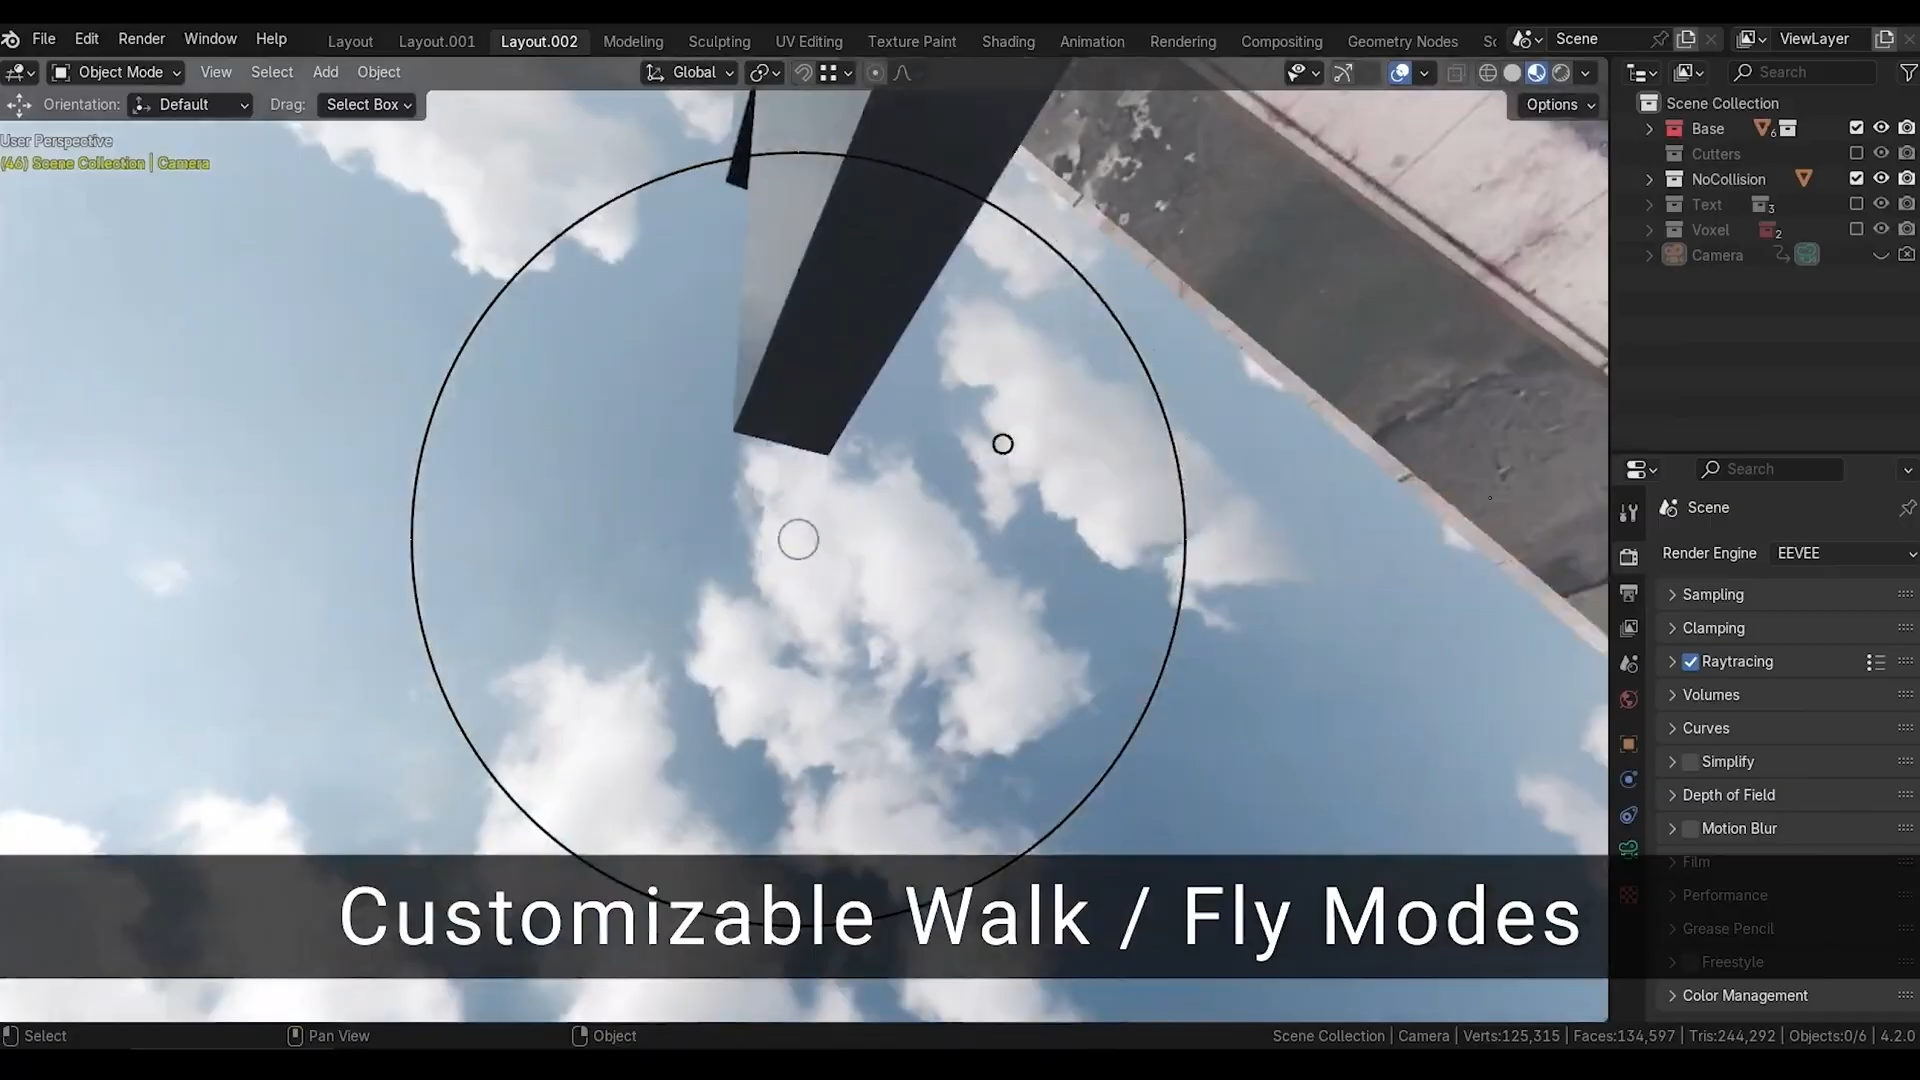 File Edit Render Window Help Layout Layout.001 Layout.002 Modeling Sculpting UV Editing Texture Paint Shading Animation Rendering Compositing Geometry Nodes Sc Scene ViewLayer
Object Mode View Select Add Object Global Search
Orientation: Default Drag: Select Box Options
User Perspective
(46) Scene Collection | Camera
Scene Collection
Base 6
Cutters
NoCollision
Text 3
Voxel 2
Camera
Search
Scene
Render Engine EEVEE
Sampling
Clamping
Raytracing
Volumes
Curves
Simplify
Depth of Field
Motion Blur
Film
Performance
Grease Pencil
Freestyle
Color Management
Customizable Walk / Fly Modes
Select Pan View Object Scene Collection | Camera | Verts:125,315 | Faces:134,597 | Tris:244,292 | Objects:0/6 | 4.2.0